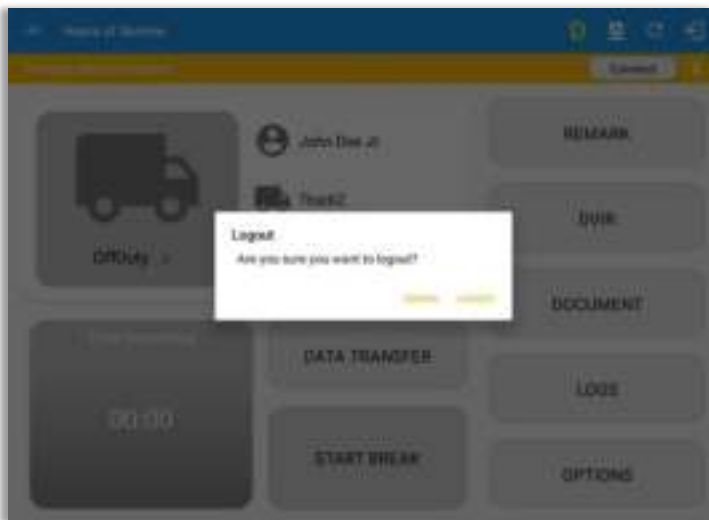 Hours of Service
Connect
John Doe Jr
Truck2
OffDuty >
REMARK
DVIR
Logout
Are you sure you want to logout?
DOCUMENT
DATA TRANSFER
LOGS
00:00
START BREAK
OPTIONS